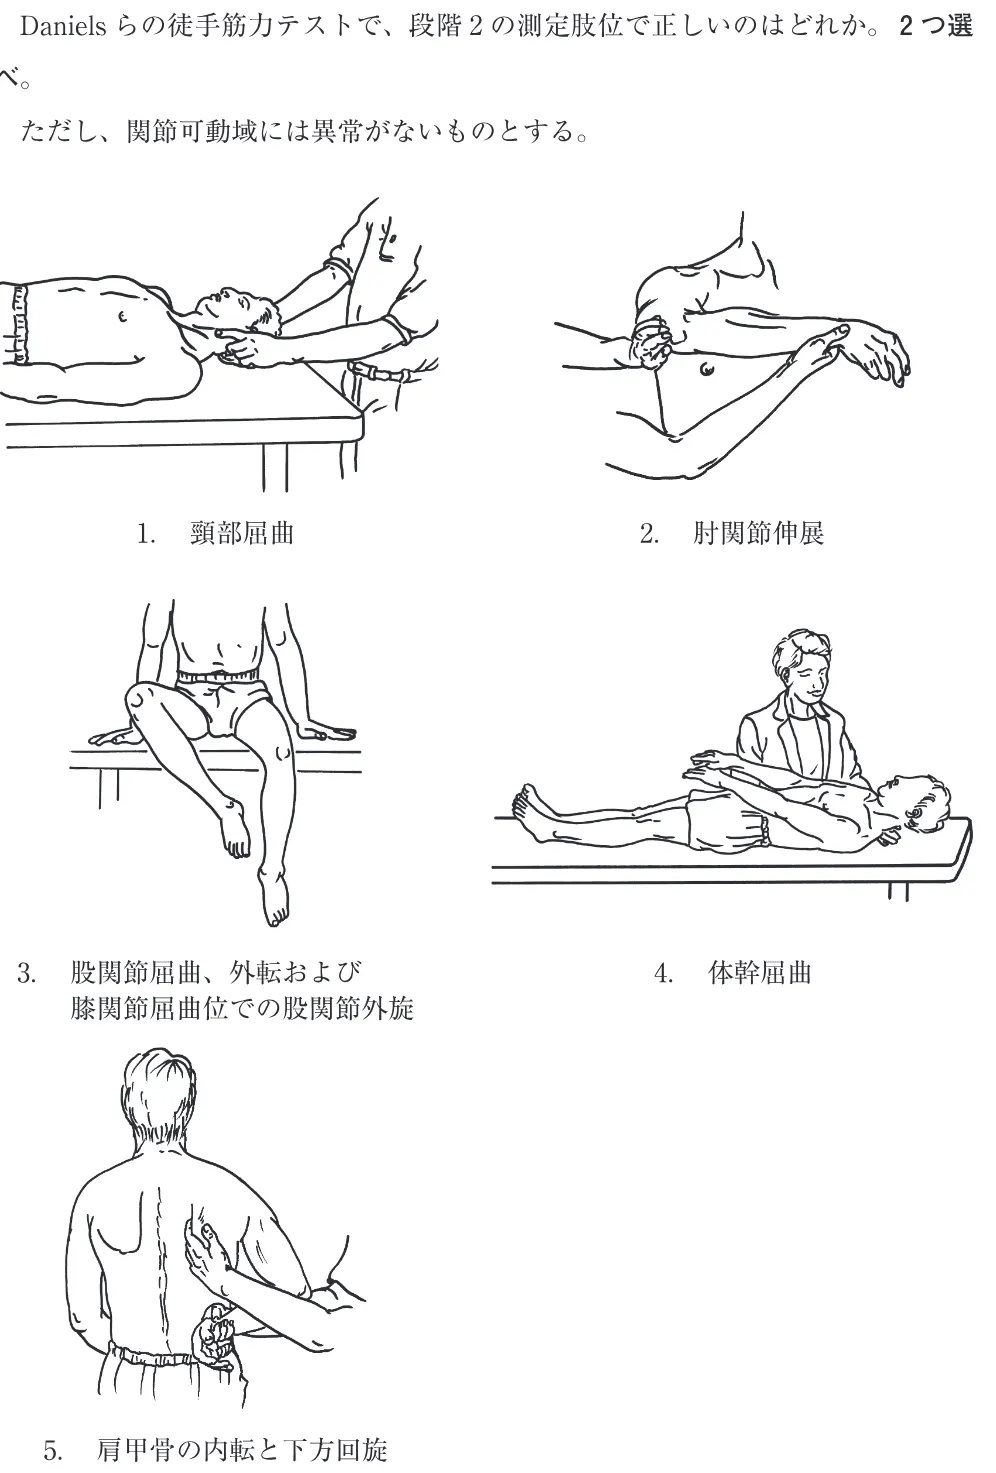 Daniels らの徒手筋力テストで、段階 2 の測定肢位で正しいのはどれか。2 つ選
べ。
ただし、関節可動域には異常がないものとする。
1. 頸部屈曲
2. 肘関節伸展
3. 股関節屈曲、外転および
膝関節屈曲位での股関節外旋
4. 体幹屈曲
5. 肩甲骨の内転と下方回旋